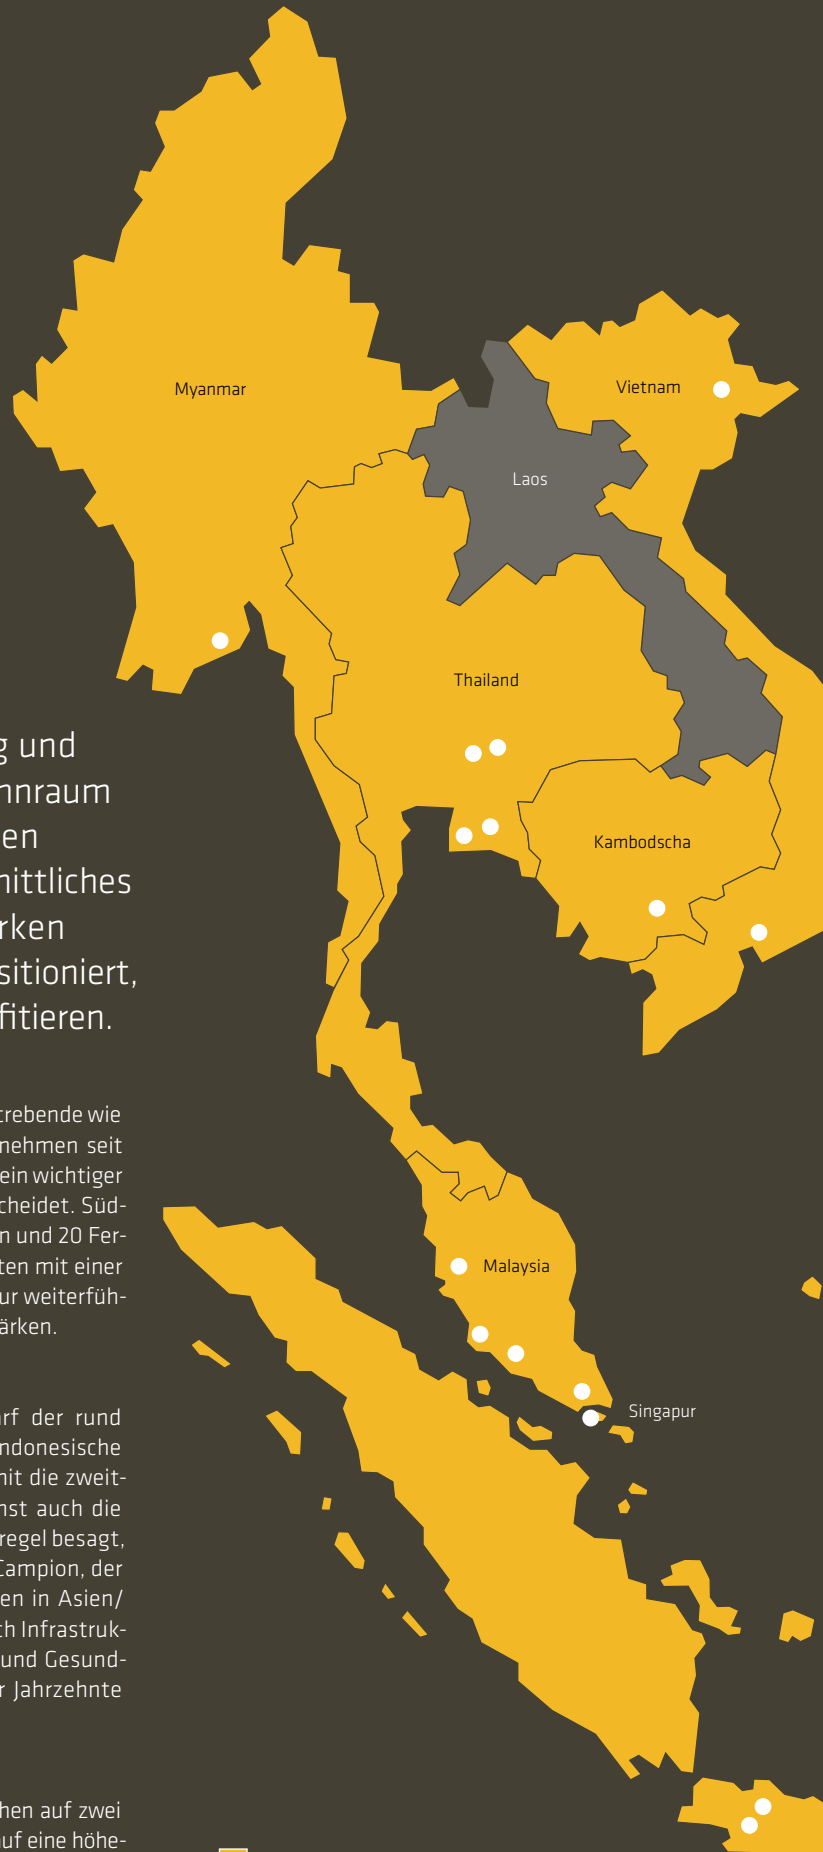 Myanmar
Vietnam
Laos
Thailand
Kambodscha
Malaysia
Singapur
g und
nnraum
en
nittliches
rken
sitioniert,
fitieren.
trebende wie
nehmen seit
ein wichtiger
cheidet. Süd-
n und 20 Fer-
ten mit einer
ur weiterfüh-
ärken.
rf der rund
ndonesische
nit die zweit-
nst auch die
regel besagt,
Campion, der
en in Asien/
ch Infrastruk-
und Gesund-
r Jahrzehnte
hen auf zwei
uf eine höhe-